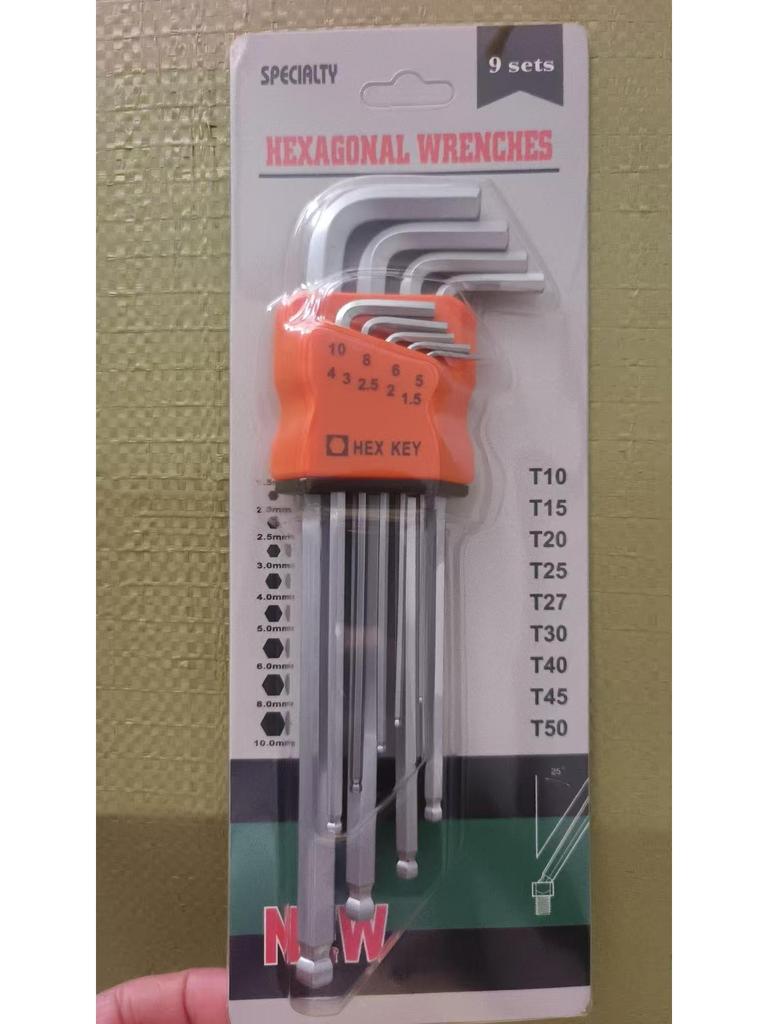 SPECIALTY
9 sets
HEXAGONAL WRENCHES
10 8 6 5
4 3 2.5 2 1.5
HEX KEY
2.5mm
3.0mm
4.0mm
5.0mm
6.0mm
8.0mm
10.0mm
T10
T15
T20
T25
T27
T30
T40
T45
T50
25°